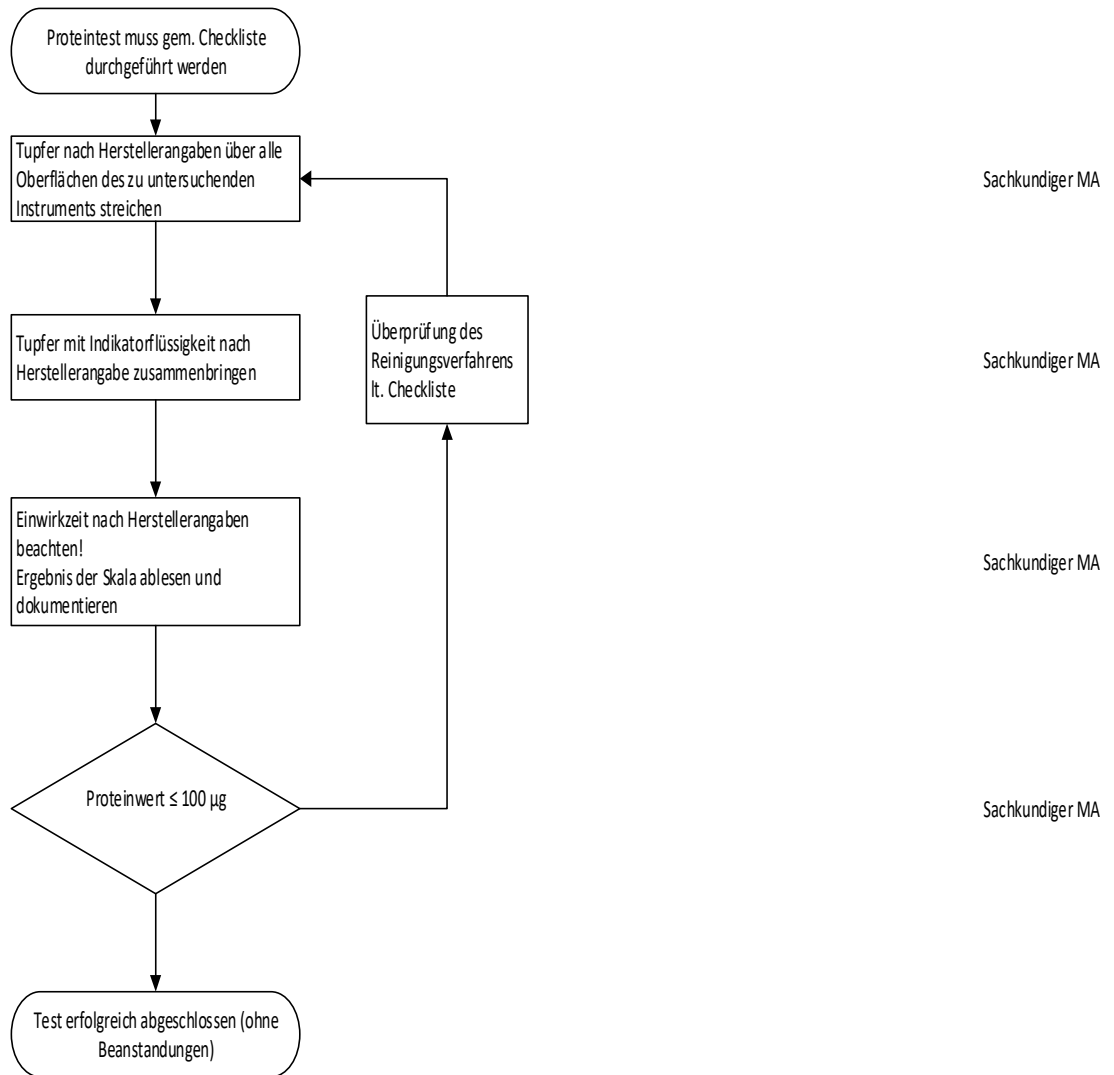 Proteintest muss gem. Checkliste
durchgeführt werden
Tupfer nach Herstellerangaben über alle
Oberflächen des zu untersuchenden
Instruments streichen
Sachkundiger MA
Tupfer mit Indikatorflüssigkeit nach
Herstellerangabe zusammenbringen
Überprüfung des
Reinigungsverfahrens
lt. Checkliste
Sachkundiger MA
Einwirkzeit nach Herstellerangaben
beachten!
Ergebnis der Skala ablesen und
dokumentieren
Sachkundiger MA
Proteinwert ≤ 100 µg
Sachkundiger MA
Test erfolgreich abgeschlossen (ohne
Beanstandungen)